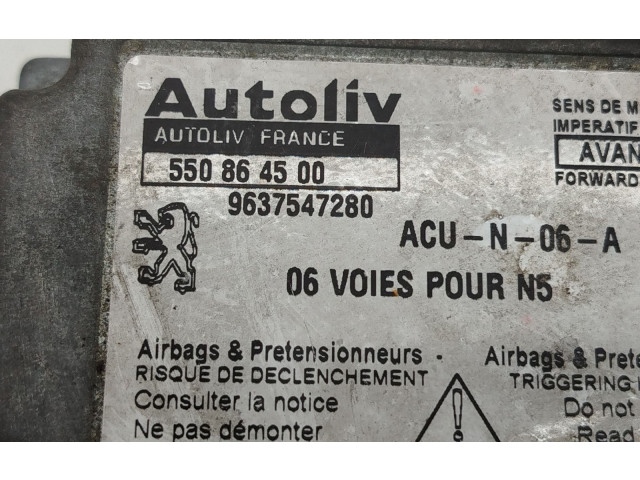 Autoliv
AUTOLIV FRANCE
550 86 45 00
9637547280
SENS DE M
IMPERATIF
AVAN
FORWARD
ACU-N-06-A
06 VOIES POUR N5
Airbags & Pretensionneurs -
RISQUE DE DECLENCHEMENT
Consulter la notice
Ne pas démonter
Airbags & Prete
TRIGGERING
Do not
Read